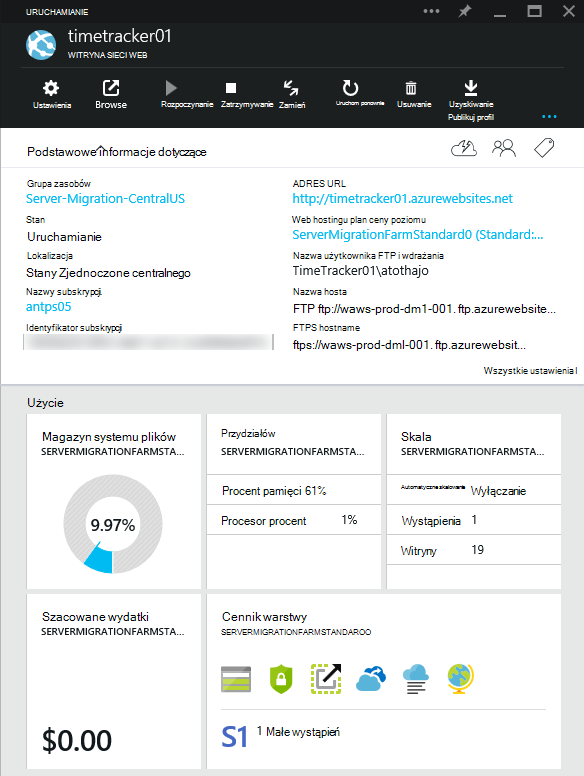 URUCHAMIANIE
timetracker01
WITRYNA SIECI WEB
Ustawienia
Browse
Rozpoczynanie
Zatrzymywanie
Zamień
Uruchom ponownie
Usuwanie
Uzyskiwanie
Publikuj profil
Podstawowe informacje dotyczące
Grupa zasobów
Server-Migration-CentralUS
Stan
Uruchamianie
Lokalizacja
Stany Zjednoczone centralnego
Nazwy subskrypcji
antps05
Identyfikator subskrypcji
ADRES URL
http://timetracker01.azurewebsites.net
Web hostingu plan ceny poziomu
ServerMigrationFarmStandard0 (Standard:...
Nazwa użytkownika FTP i wdrażania
TimeTracker01\atothajo
Nazwa hosta
FTP ftp://waws-prod-dm1-001. ftp.azurewebsite...
FTPS hostname
ftps://waws-prod-dml-001. ftp.azurewebsit...
Wszystkie ustawienia l
Użycie
Magazyn systemu plików
SERVERMIGRATIONFARMSTA...
9.97%
Przydziałów
SERVERMIGRATIONFARMSTA...
Procent pamięci 61%
Procesor procent 1%
Skala
SERVERMIGRATIONFARMSTA...
Automatyczne skalowanie Wyłączanie
Wystąpienia 1
Witryny 19
Szacowane wydatki
SERVERMIGRATIONFARMSTA...
$0.00
Cennik warstwy
SERVERMIGRATIONFARMSTANDAROO
S1 1 Małe wystąpień